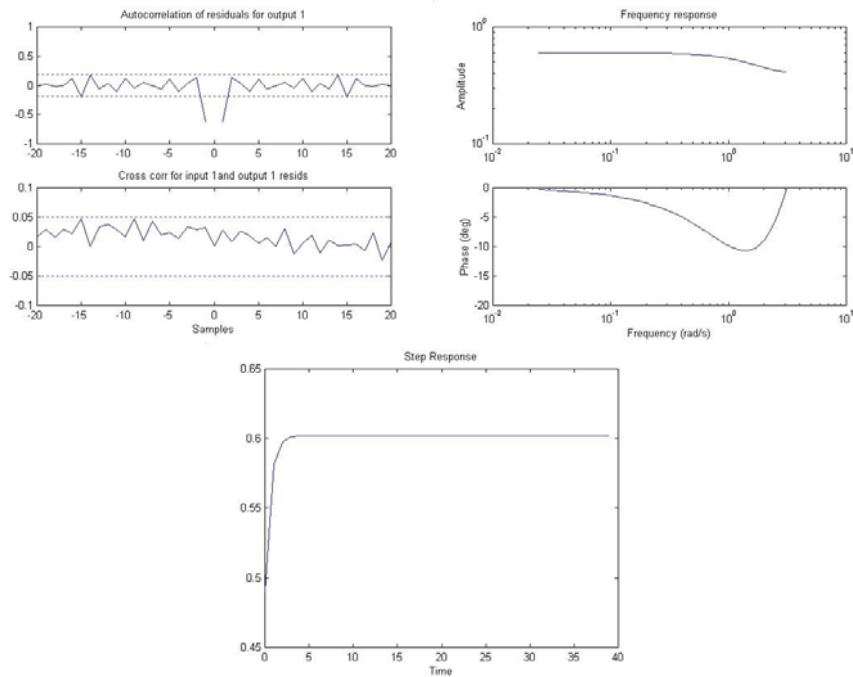 Autocorrelation of residuals for output 1
1
0.5
0
-0.5
-1
-20 -15 -10 -5 0 5 10 15 20
Cross corr for input 1and output 1 resids
0.1
0.05
0
-0.05
-0.1
-20 -15 -10 -5 0 5 10 15 20
Samples
Frequency response
Amplitude
10^0
10^-1
10^-2 10^-1 10^0 10^1
Phase (deg)
0
-5
-10
-15
-20
10^-2 10^-1 10^0 10^1
Frequency (rad/s)
Step Response
0.65
0.6
0.55
0.5
0.45
0 5 10 15 20 25 30 35 40
Time